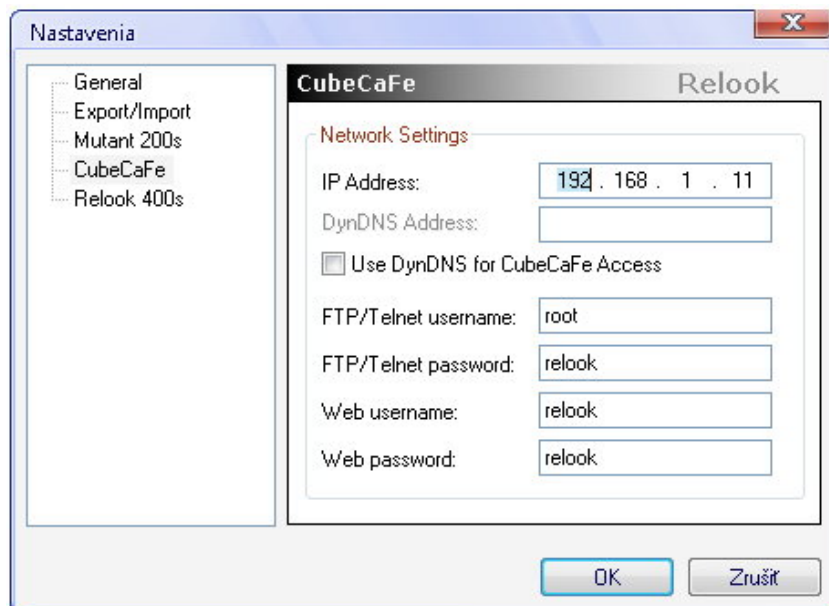 Nastavenia
General
Export/Import
Mutant 200s
CubeCaFe
Relook 400s
CubeCaFe Relook
Network Settings
IP Address: 192 . 168 . 1 . 11
DynDNS Address:
Use DynDNS for CubeCaFe Access
FTP/Telnet username: root
FTP/Telnet password: relook
Web username: relook
Web password: relook
OK Zrušiť